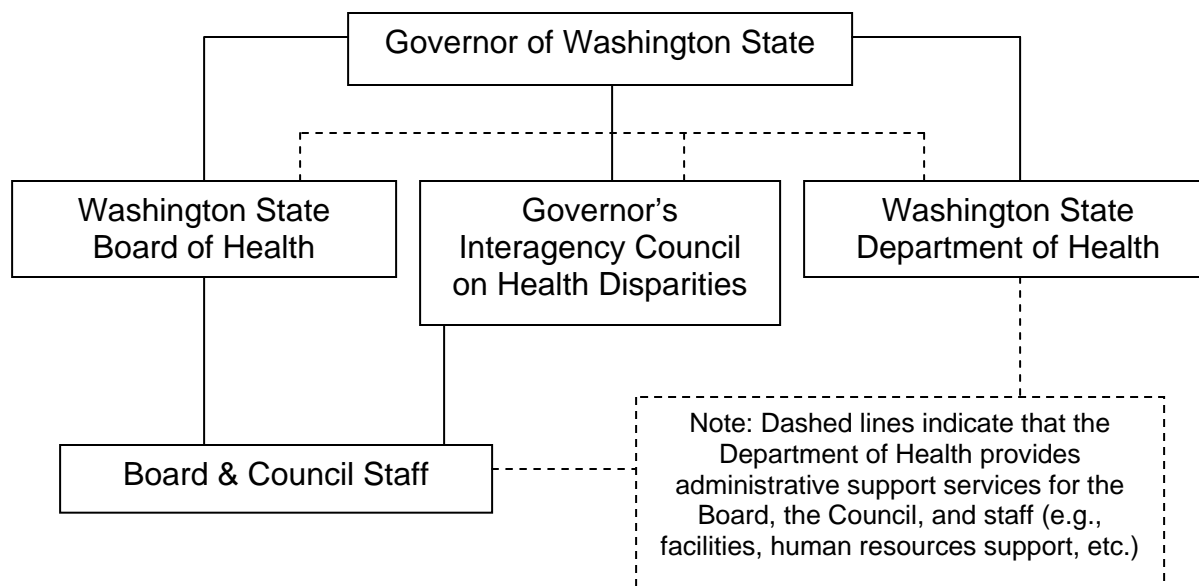 Governor of Washington State
Washington State
Board of Health
Governor’s
Interagency Council
on Health Disparities
Washington State
Department of Health
Board & Council Staff
Note: Dashed lines indicate that the
Department of Health provides
administrative support services for the
Board, the Council, and staff (e.g.,
facilities, human resources support, etc.)